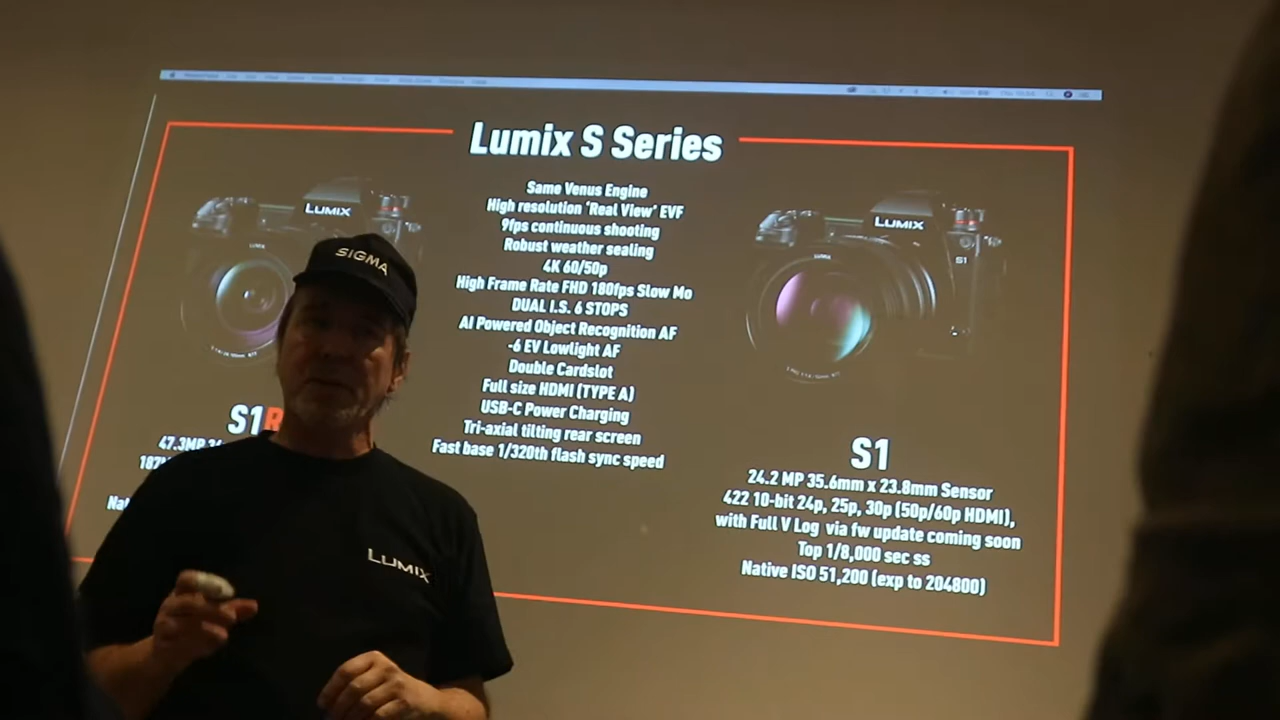 Lumix S Series
Same Venus Engine
High resolution ‘Real View’ EVF
9fps continuous shooting
Robust weather sealing
4K 60/50p
High Frame Rate FHD 180fps Slow Mo
DUAL I.S. 6 STOPS
AI Powered Object Recognition AF
-6 EV Lowlight AF
Double Cardslot
Full size HDMI (TYPE A)
USB-C Power Charging
Tri-axial tilting rear screen
Fast base 1/320th flash sync speed
LUMIX
S1R
47.3MP
LUMIX
S1
LUMIX
S1
24.2 MP 35.6mm x 23.8mm Sensor
422 10-bit 24p, 25p, 30p (50p/60p HDMI),
with Full V Log via fw update coming soon
Top 1/8,000 sec ss
Native ISO 51,200 (exp to 204800)
SIGMA
LUMIX